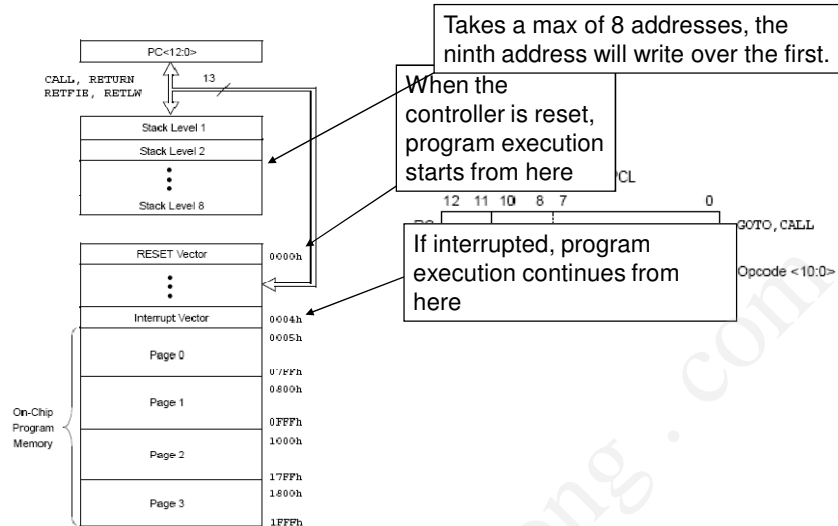 Takes a max of 8 addresses, the
ninth address will write over the first.
PC<12:0>
CALL, RETURN
RETFIE, RETLW
13
When the
controller is reset,
program execution
starts from here
Stack Level 1
Stack Level 2
Stack Level 8
CL
12 11 10 8 7 0
GOTO, CALL
RESET Vector
0000h
If interrupted, program
execution continues from
here
Opcode <10:0>
Interrupt Vector
0004h
0005h
Page 0
07FFh
0800h
Page 1
0FFFh
On-Chip
Program
Memory
1000h
Page 2
17FFh
1800h
Page 3
1FFFh
ong . com